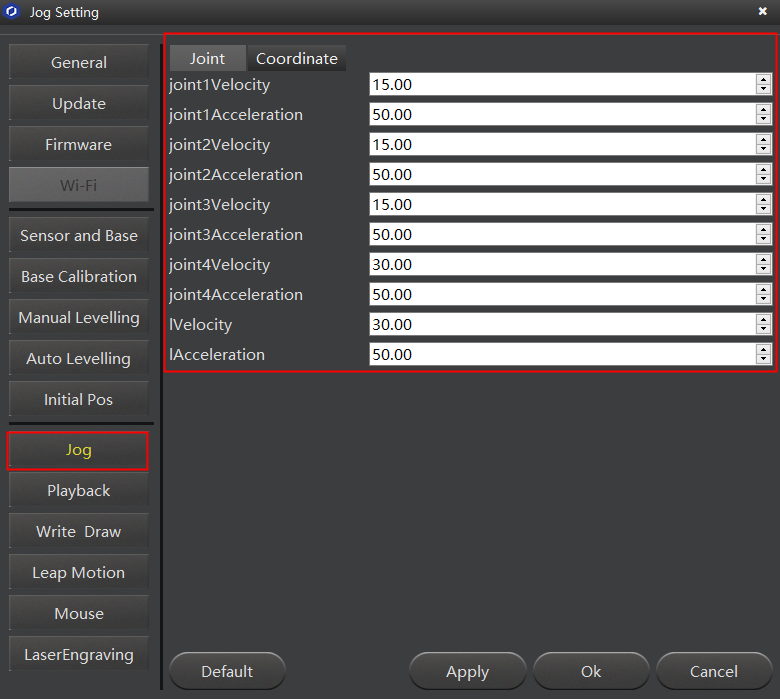 Jog Setting
General
Update
Firmware
Wi-Fi
Sensor and Base
Base Calibration
Manual Levelling
Auto Levelling
Initial Pos
Jog
Playback
Write Draw
Leap Motion
Mouse
LaserEngraving
Joint Coordinate
joint1Velocity 15.00
joint1Acceleration 50.00
joint2Velocity 15.00
joint2Acceleration 50.00
joint3Velocity 15.00
joint3Acceleration 50.00
joint4Velocity 30.00
joint4Acceleration 50.00
lVelocity 30.00
lAcceleration 50.00
Default Apply Ok Cancel